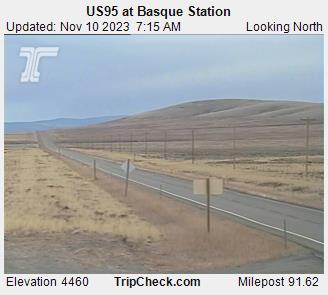 US95 at Basque Station
Updated: Nov 10 2023 7:15 AM Looking North
Elevation 4460 TripCheck.com Milepost 91.62